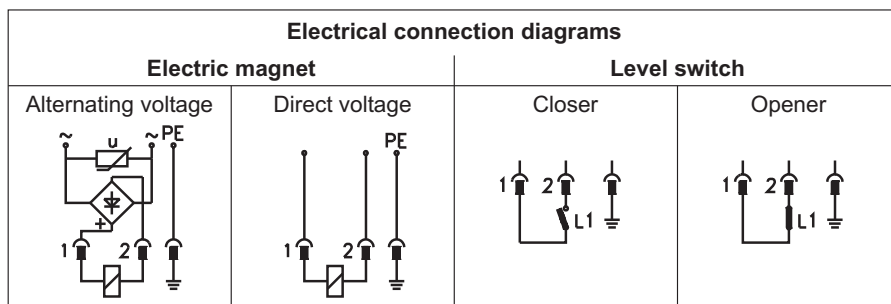 Electrical connection diagrams
Electric magnet
Level switch
Alternating voltage
Direct voltage
Closer
Opener
~ u ~ PE
+
1 2
PE
1 2
1 2
L1
1 2
L1